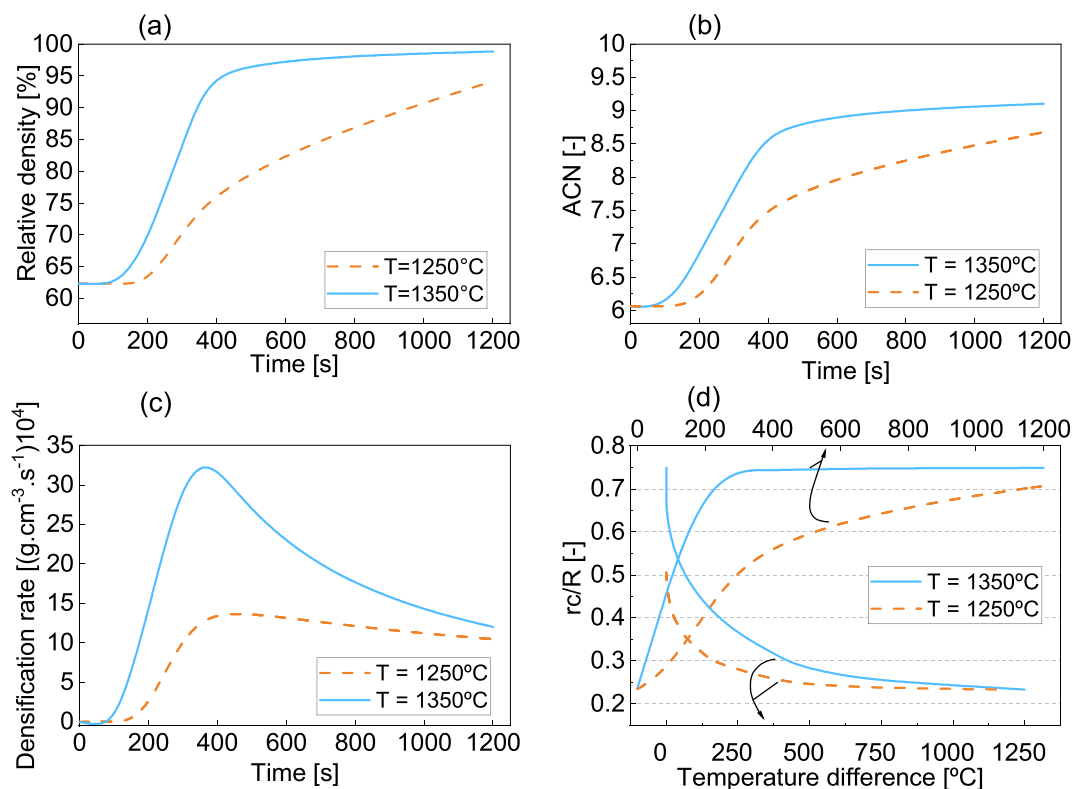 (a)
100
95
90
85
80
75
70
65
60
Relative density [%]
T=1250°C
T=1350°C
0 200 400 600 800 1000 1200
Time [s]
(b)
10
9.5
9
8.5
8
7.5
7
6.5
6
ACN [-]
T = 1350ºC
T = 1250ºC
0 200 400 600 800 1000 1200
Time [s]
(c)
35
30
25
20
15
10
5
0
Densification rate [(g.cm-3.s-1)10⁴]
T = 1250ºC
T = 1350ºC
0 200 400 600 800 1000 1200
Time [s]
(d)
0 200 400 600 800 1000 1200
0.8
0.7
0.6
0.5
0.4
0.3
0.2
rc/R [-]
T = 1350ºC
T = 1250ºC
0 250 500 750 1000 1250
Temperature difference [ºC]